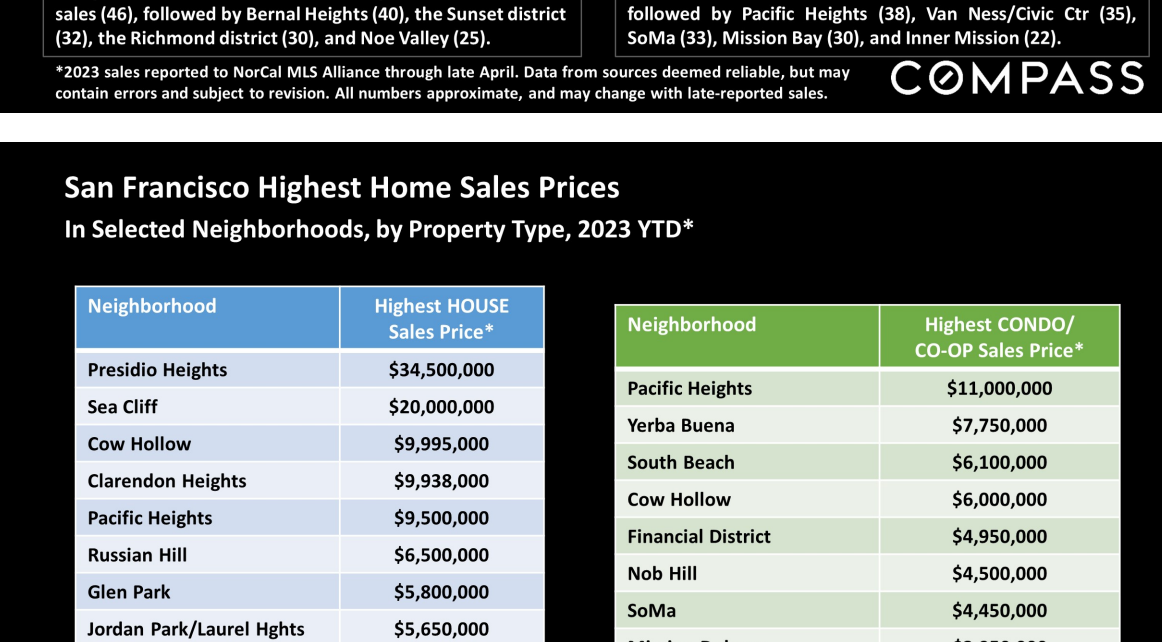 sales (46), followed by Bernal Heights (40), the Sunset district
(32), the Richmond district (30), and Noe Valley (25).
followed by Pacific Heights (38), Van Ness/Civic Ctr (35),
SoMa (33), Mission Bay (30), and Inner Mission (22).
*2023 sales reported to NorCal MLS Alliance through late April. Data from sources deemed reliable, but may
contain errors and subject to revision. All numbers approximate, and may change with late-reported sales.
COMPASS
San Francisco Highest Home Sales Prices
In Selected Neighborhoods, by Property Type, 2023 YTD*
Neighborhood Highest HOUSE
Sales Price*
Presidio Heights $34,500,000
Sea Cliff $20,000,000
Cow Hollow $9,995,000
Clarendon Heights $9,938,000
Pacific Heights $9,500,000
Russian Hill $6,500,000
Glen Park $5,800,000
Jordan Park/Laurel Hghts $5,650,000
Neighborhood Highest CONDO/
CO-OP Sales Price*
Pacific Heights $11,000,000
Yerba Buena $7,750,000
South Beach $6,100,000
Cow Hollow $6,000,000
Financial District $4,950,000
Nob Hill $4,500,000
SoMa $4,450,000